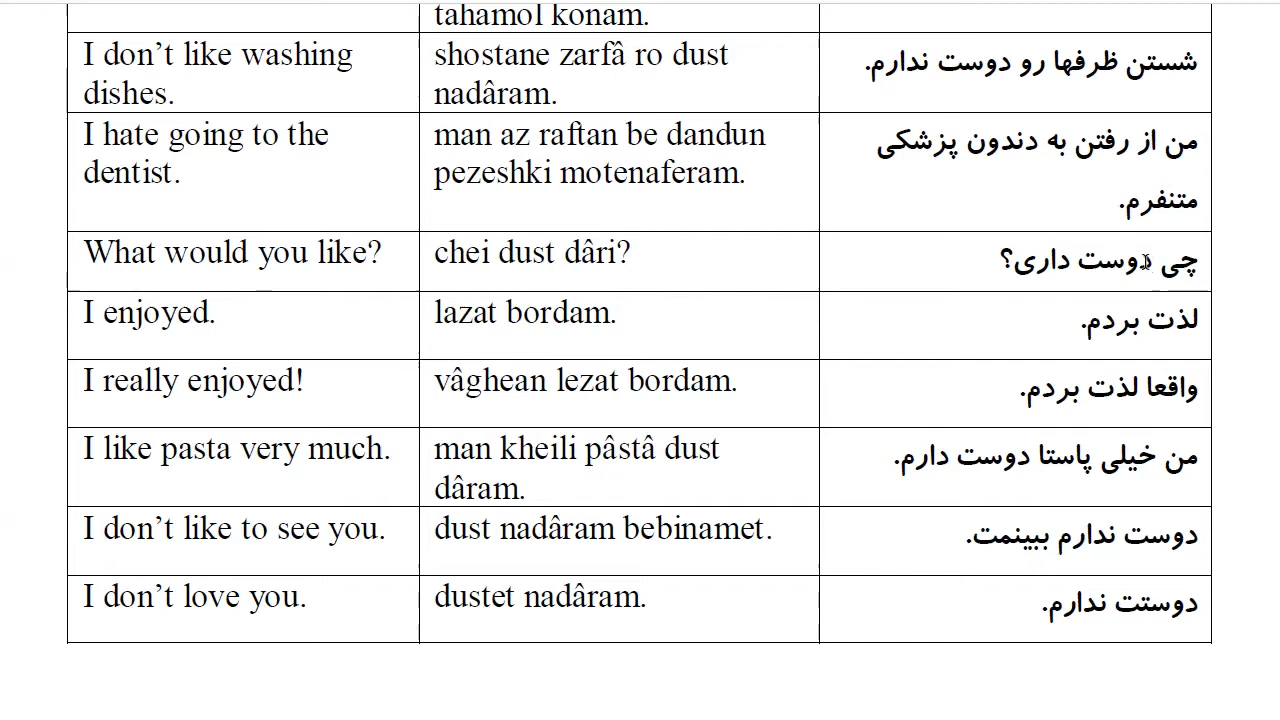 tahamol konam.
I don’t like washing
dishes.
shostane zarfâ ro dust
nadâram.
شستن ظرفها رو دوست ندارم.
I hate going to the
dentist.
man az raftan be dandun
pezeshki motenaferam.
من از رفتن به دندون پزشکی
متنفرم.
What would you like?
chei dust dâri?
چی دوست داری؟
I enjoyed.
lazat bordam.
لذت بردم.
I really enjoyed!
vâghean lezat bordam.
واقعا لذت بردم.
I like pasta very much.
man kheili pâstâ dust
dâram.
من خیلی پاستا دوست دارم.
I don’t like to see you.
dust nadâram bebinamet.
دوست ندارم ببینمت.
I don’t love you.
dustet nadâram.
دوستت ندارم.